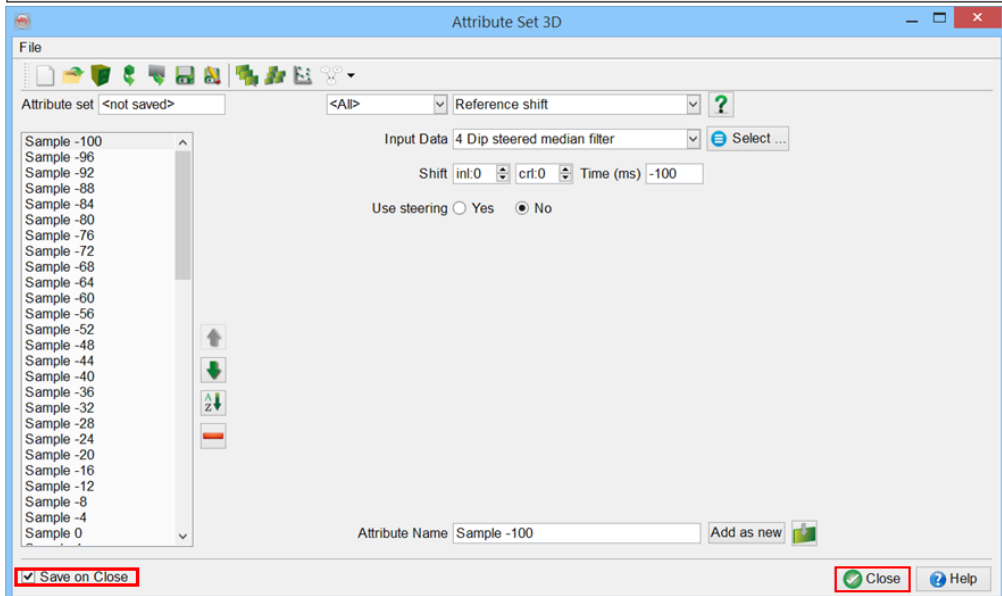 Attribute Set 3D
File
Attribute set <not saved> <All> Reference shift
Input Data 4 Dip steered median filter Select ...
Shift inl:0 crl:0 Time (ms) -100
Use steering Yes No
Sample -100
Sample -96
Sample -92
Sample -88
Sample -84
Sample -80
Sample -76
Sample -72
Sample -68
Sample -64
Sample -60
Sample -56
Sample -52
Sample -48
Sample -44
Sample -40
Sample -36
Sample -32
Sample -28
Sample -24
Sample -20
Sample -16
Sample -12
Sample -8
Sample -4
Sample 0
A
Z
Attribute Name Sample -100 Add as new
Save on Close Close Help